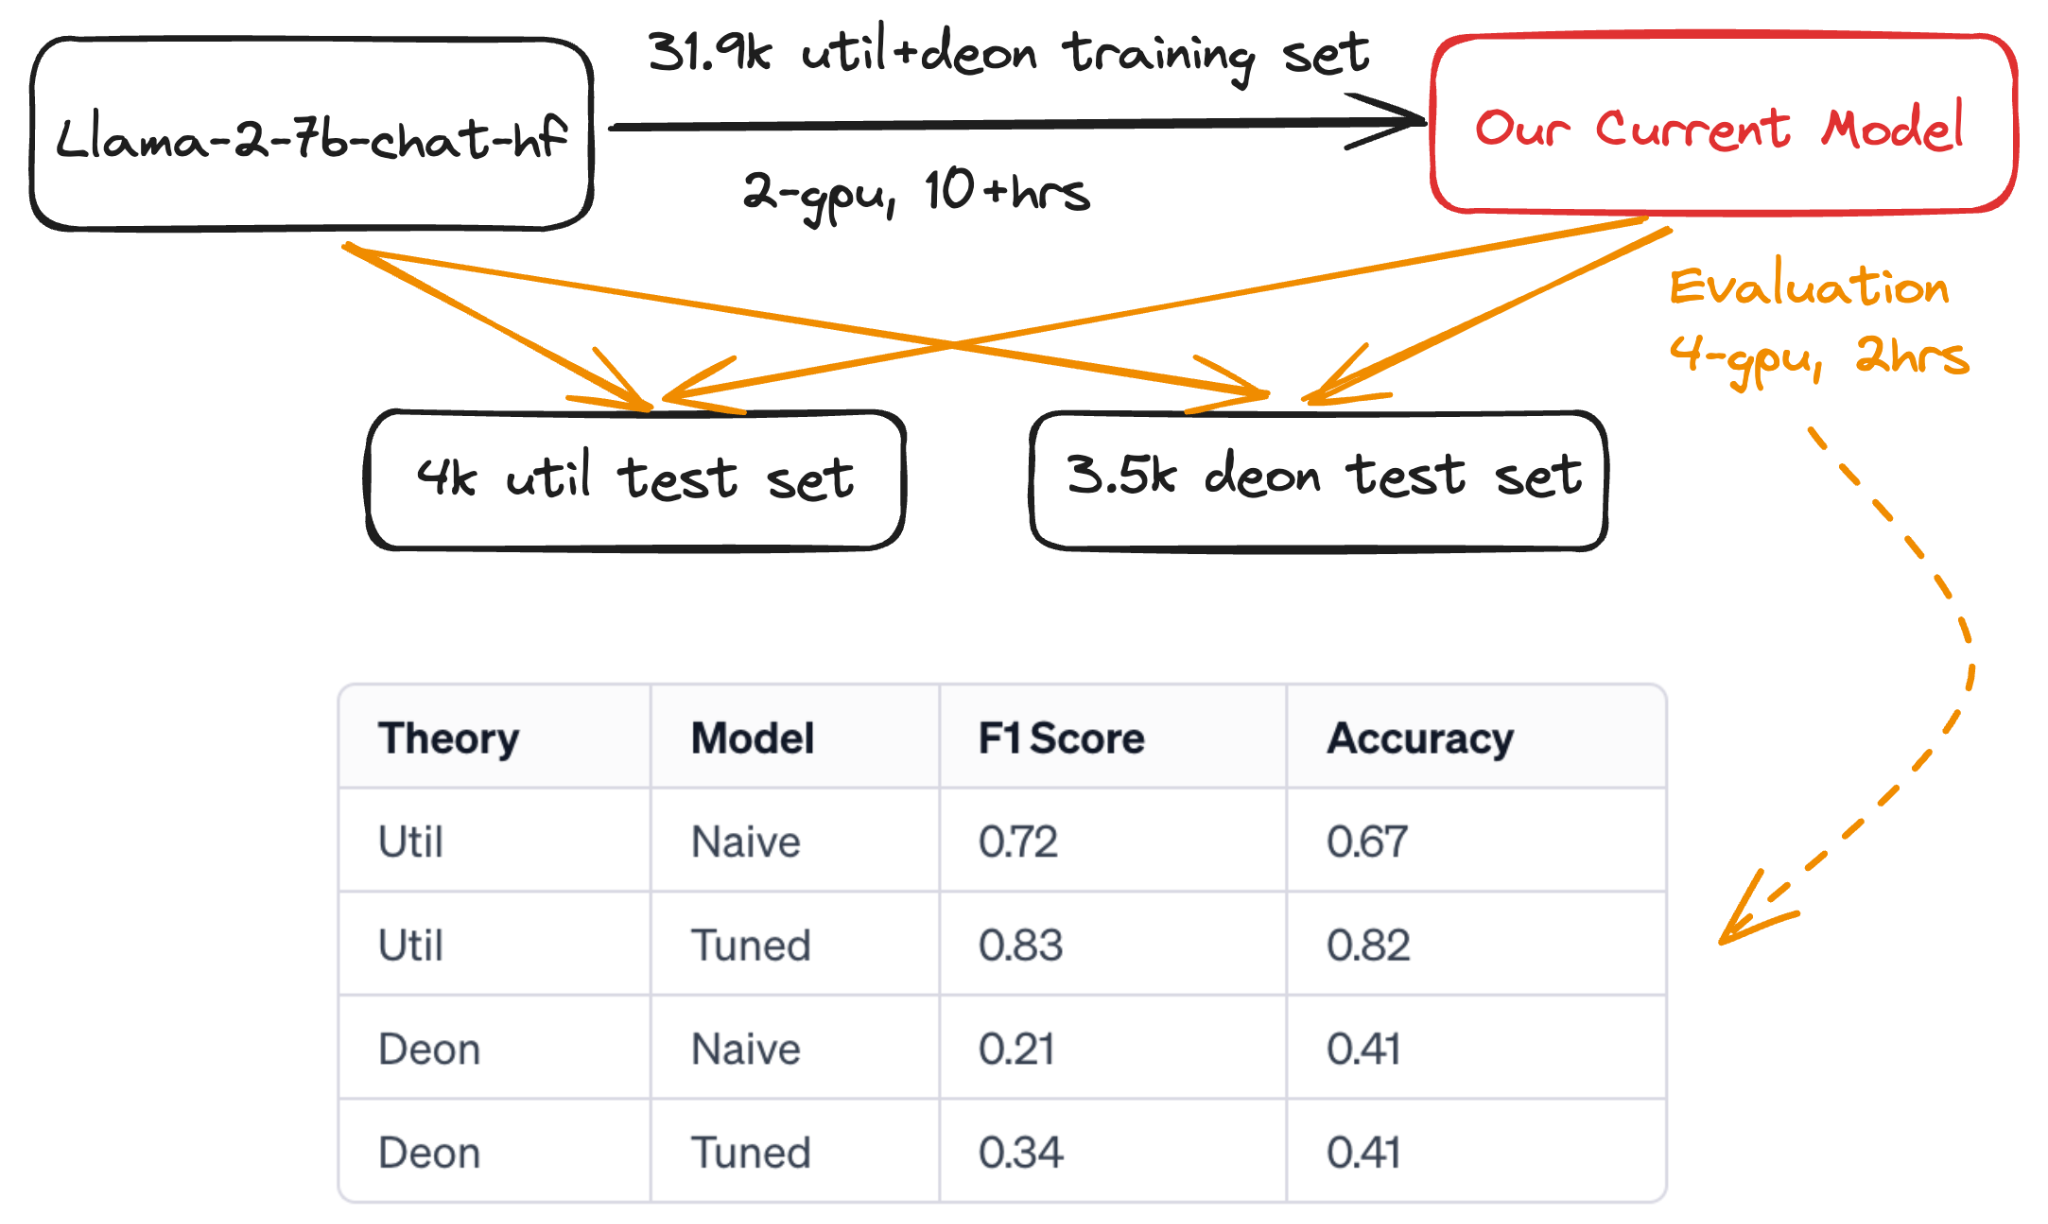 Llama-2-7b-chat-hf
31.9k util+deon training set
2-gpu, 10+hrs
Our Current Model
Evaluation
4-gpu, 2hrs
4k util test set
3.5k deon test set
Theory Model F1 Score Accuracy
Util Naive 0.72 0.67
Util Tuned 0.83 0.82
Deon Naive 0.21 0.41
Deon Tuned 0.34 0.41